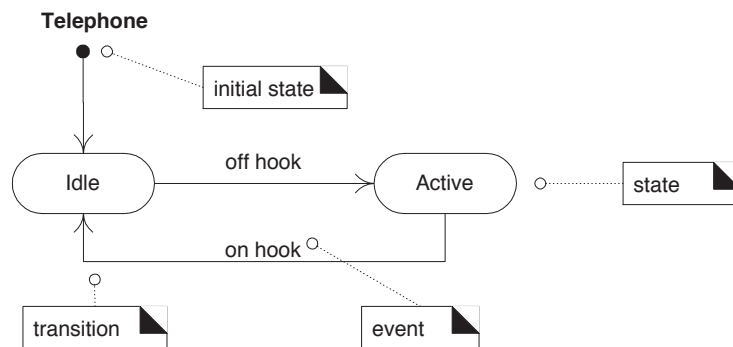 Telephone
initial state
off hook
Idle
Active
state
on hook
transition
event